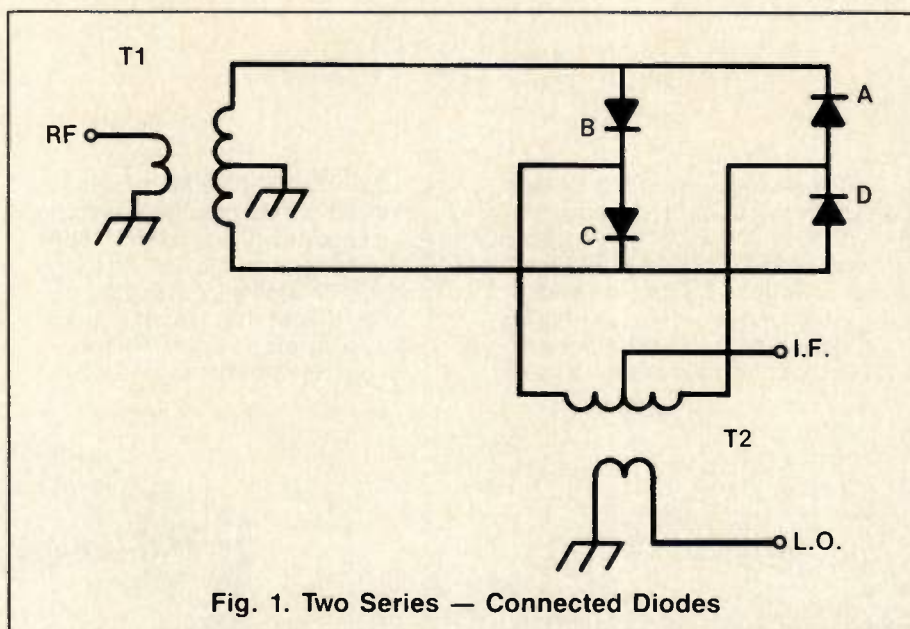 T1
RF
B
A
C
D
I.F.
T2
L.O.
Fig. 1. Two Series — Connected Diodes